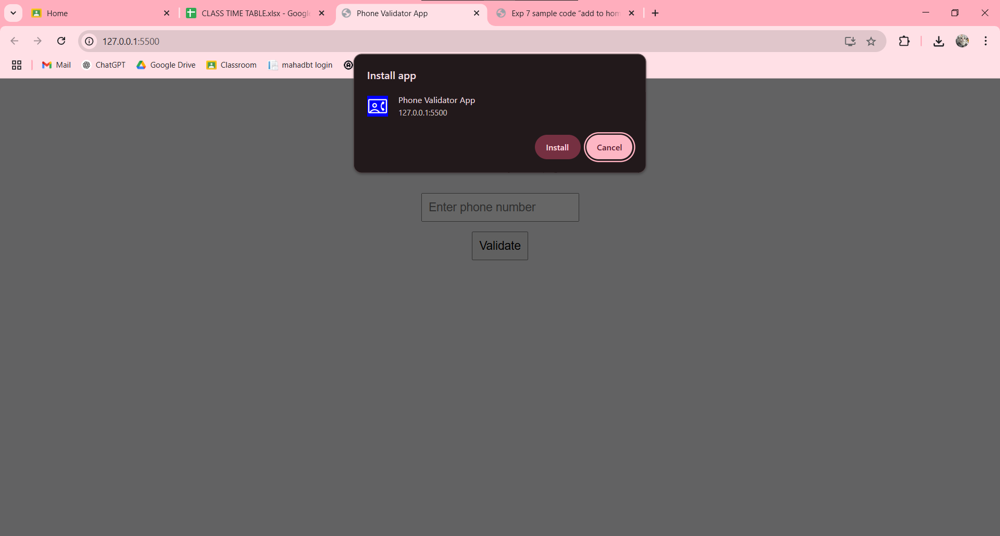 Home
CLASS TIME TABLE.xlsx - Google
Phone Validator App
Exp 7 sample code “add to hom
127.0.0.1:5500
Mail
ChatGPT
Google Drive
Classroom
mahadbt login
Install app
Phone Validator App
127.0.0.1:5500
Install
Cancel
Enter phone number
Validate